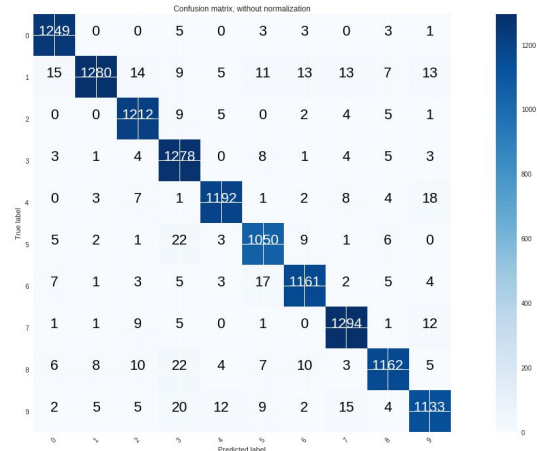 Confusion matrix, without normalization
0 1249 0 0 5 0 3 3 0 3 1
1 15 1280 14 9 5 11 13 13 7 13
2 0 0 1212 9 5 0 2 4 5 1
3 3 1 4 1278 0 8 1 4 5 3
4 0 3 7 1 1192 1 2 8 4 18
5 5 2 1 22 3 1050 9 1 6 0
6 7 1 3 5 3 17 1161 2 5 4
7 1 1 9 5 0 1 0 1294 1 12
8 6 8 10 22 4 7 10 3 1162 5
9 2 5 5 20 12 9 2 15 4 1133
0 1 2 3 4 5 6 7 8 9
True label
Predicted label
1200
1000
800
600
400
200
0